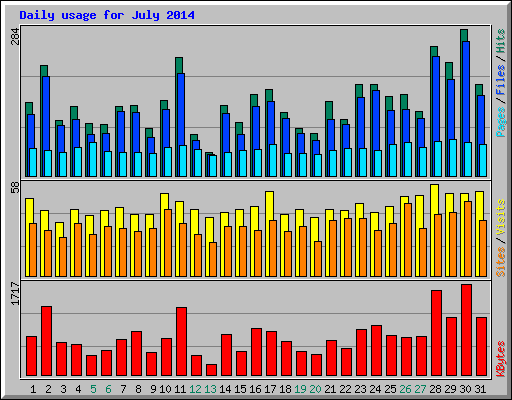 Daily usage for July 2014
284
Pages / Files / Hits
58
Sites / Visits
1717
KBytes
1 2 3 4 5 6 7 8 9 10 11 12 13 14 15 16 17 18 19 20 21 22 23 24 25 26 27 28 29 30 31